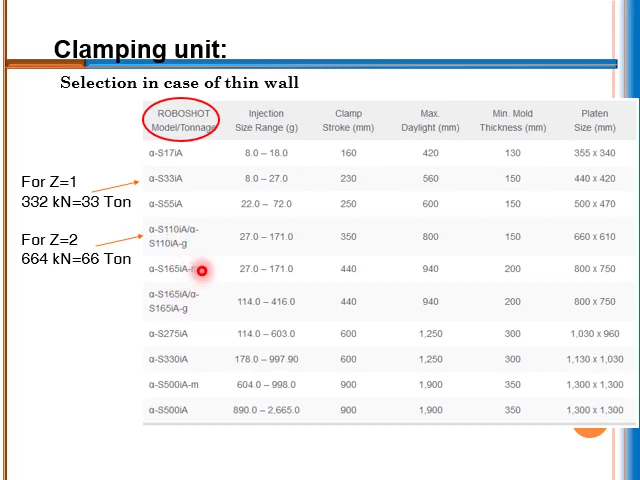 Clamping unit:
Selection in case of thin wall
ROBOSHOT Model/Tonnage Injection Size Range (g) Clamp Stroke (mm) Max. Daylight (mm) Min. Mold Thickness (mm) Platen Size (mm)
α-S17iA 8.0 – 18.0 160 420 130 355 x 340
α-S33iA 8.0 – 27.0 230 560 150 440 x 420
α-S55iA 22.0 – 72.0 250 600 150 500 x 470
α-S110iA/α-S110iA-g 27.0 – 171.0 350 800 150 660 x 610
α-S165iA- 27.0 – 171.0 440 940 200 800 x 750
α-S165iA/α-S165iA-g 114.0 – 416.0 440 940 200 800 x 750
α-S275iA 114.0 – 603.0 600 1,250 300 1,030 x 960
α-S330iA 178.0 – 997.90 600 1,250 300 1,130 x 1,030
α-S500iA-m 604.0 – 998.0 900 1,900 350 1,300 x 1,300
α-S500iA 890.0 – 2,665.0 900 1,900 350 1,300 x 1,300
For Z=1
332 kN=33 Ton
For Z=2
664 kN=66 Ton